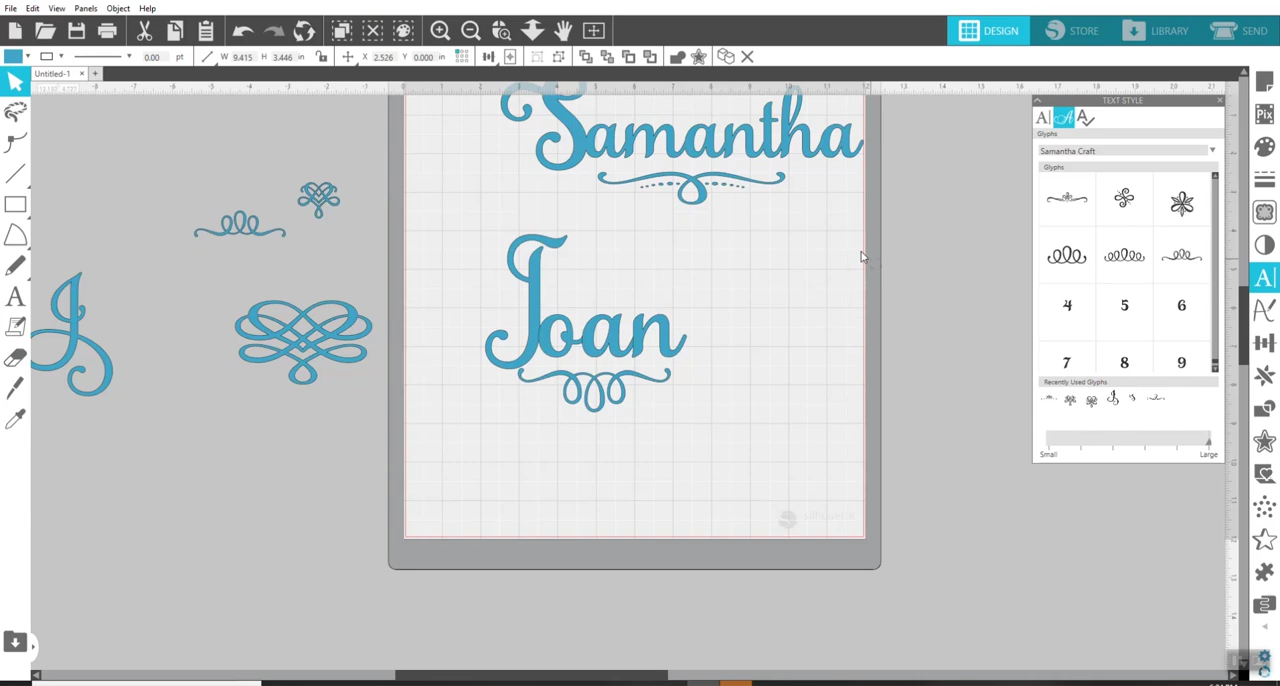 File Edit View Panels Object Help
DESIGN STORE LIBRARY SEND
0.00 pt W 9.415 H 3.446 in X 2.526 Y 0.000 in
Untitled-1 × +
TEXT STYLE
Glyphs
Samantha Craft
Glyphs
4 5 6
7 8 9
Recently Used Glyphs
Small Large
Samantha
Joan
J